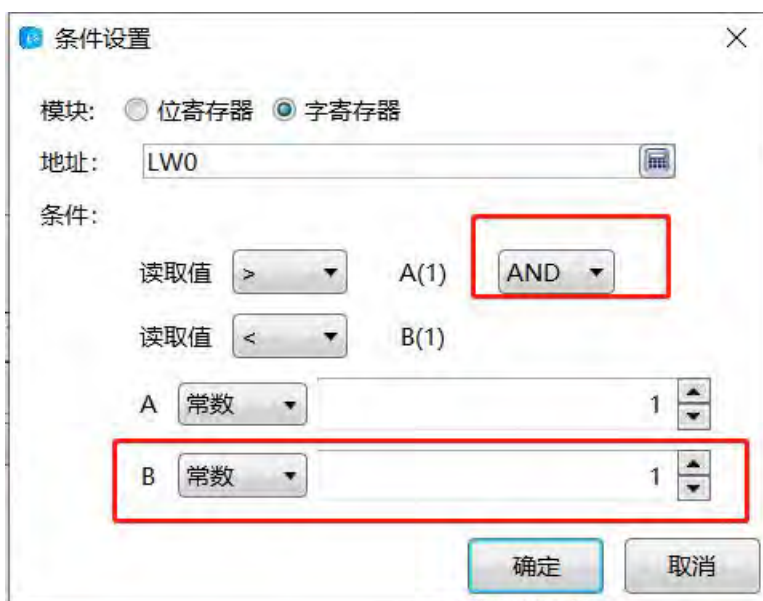 条件设置
模块: 位寄存器 字寄存器
地址: LW0
条件:
读取值 > A(1) AND
读取值 < B(1)
A 常数 1
B 常数 1
确定 取消